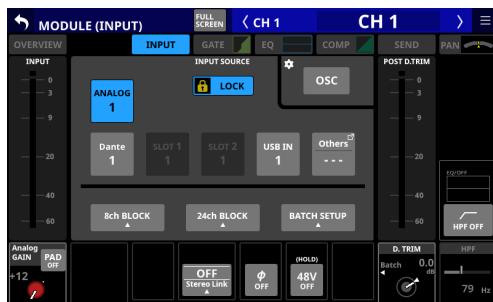 MODULE (INPUT)
FULL
SCREEN
CH 1
CH 1
OVERVIEW
INPUT
GATE
EQ
COMP
SEND
PAN
INPUT
INPUT SOURCE
POST D.TRIM
0
3
9
20
40
60
ANALOG
1
LOCK
OSC
0
3
9
20
40
60
Dante
1
SLOT 1
1
SLOT 2
1
USB IN
1
Others
---
EQ/OFF
8ch BLOCK
24ch BLOCK
BATCH SETUP
HPF OFF
Analog
GAIN
PAD
OFF
+12
OFF
Stereo Link
ϕ
OFF
(HOLD)
48V
OFF
D. TRIM
Batch
0.0
dB
HPF
79 Hz